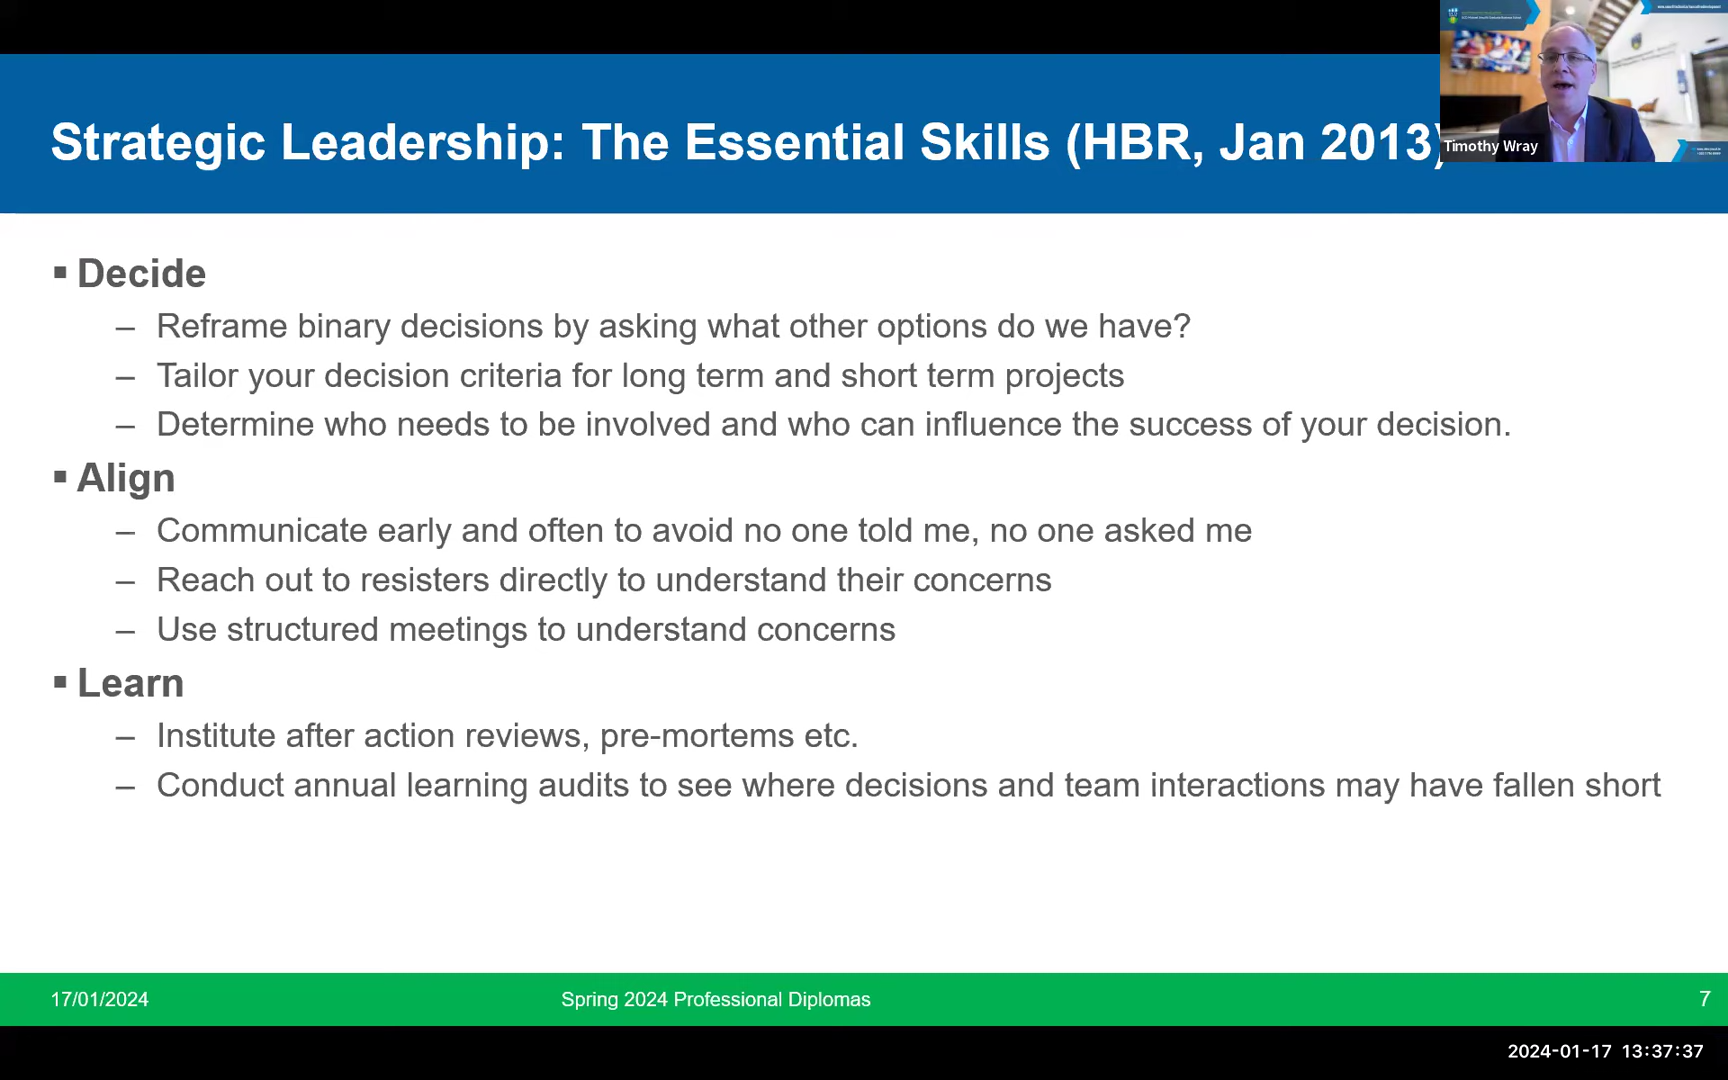 Strategic Leadership: The Essential Skills (HBR, Jan 2013)
Timothy Wray
▪ Decide
– Reframe binary decisions by asking what other options do we have?
– Tailor your decision criteria for long term and short term projects
– Determine who needs to be involved and who can influence the success of your decision.
▪ Align
– Communicate early and often to avoid no one told me, no one asked me
– Reach out to resisters directly to understand their concerns
– Use structured meetings to understand concerns
▪ Learn
– Institute after action reviews, pre-mortems etc.
– Conduct annual learning audits to see where decisions and team interactions may have fallen short
17/01/2024
Spring 2024 Professional Diplomas
7
2024-01-17 13:37:37